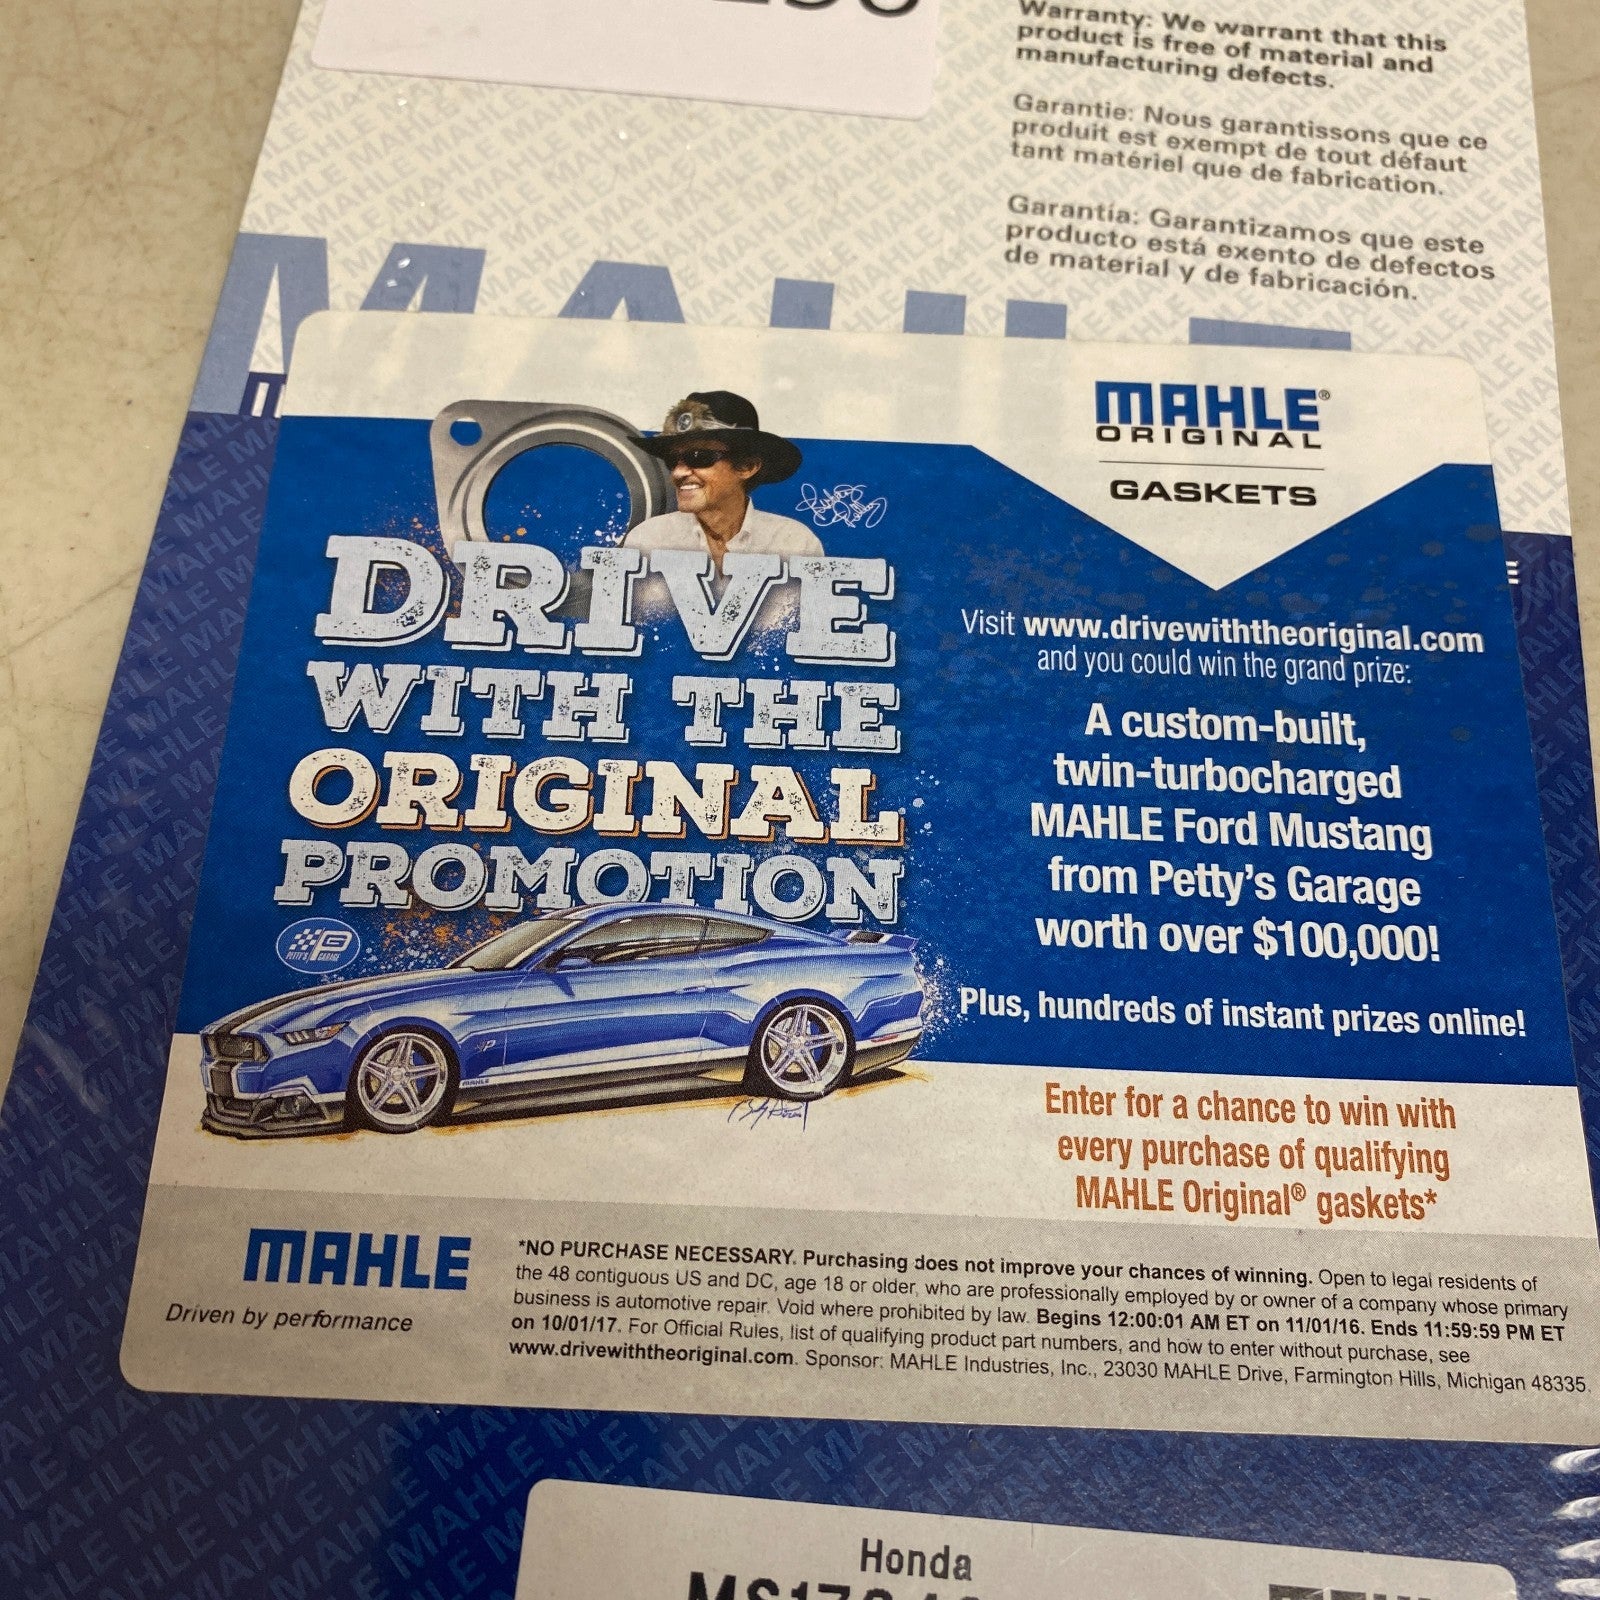 Warranty: We warrant that this
product is free of material and
manufacturing defects.
Garantie: Nous garantissons que ce
produit est exempt de tout défaut
tant matériel que de fabrication.
Garantía: Garantizamos que este
producto está exento de defectos
de material y de fabricación.
MAHLE
MAHLE®
ORIGINAL
GASKETS
DRIVE
WITH THE
ORIGINAL
PROMOTION
PETTY'S GARAGE
Visit www.drivewiththeoriginal.com
and you could win the grand prize:
A custom-built,
twin-turbocharged
MAHLE Ford Mustang
from Petty's Garage
worth over $100,000!
Plus, hundreds of instant prizes online!
MAHLE
Enter for a chance to win with
every purchase of qualifying
MAHLE Original® gaskets*
MAHLE
Driven by performance
*NO PURCHASE NECESSARY. Purchasing does not improve your chances of winning. Open to legal residents of
the 48 contiguous US and DC, age 18 or older, who are professionally employed by or owner of a company whose primary
business is automotive repair. Void where prohibited by law. Begins 12:00:01 AM ET on 11/01/16. Ends 11:59:59 PM ET
on 10/01/17. For Official Rules, list of qualifying product part numbers, and how to enter without purchase, see
www.drivewiththeoriginal.com. Sponsor: MAHLE Industries, Inc., 23030 MAHLE Drive, Farmington Hills, Michigan 48335.
Honda